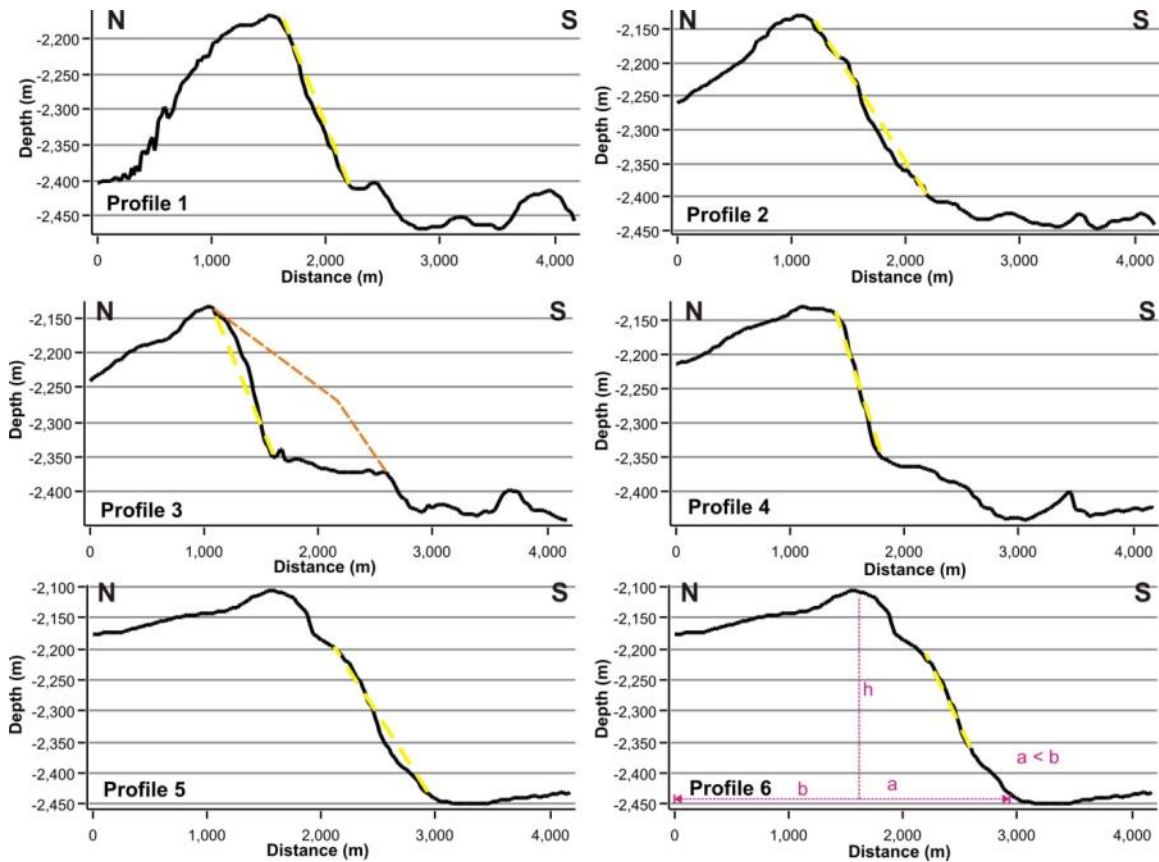 N S
-2,200
-2,250
-2,300
-2,350
-2,400
-2,450
Depth (m)
Profile 1
0 1,000 2,000 3,000 4,000
Distance (m)
N S
-2,150
-2,200
-2,250
-2,300
-2,350
-2,400
-2,450
Depth (m)
Profile 2
0 1,000 2,000 3,000 4,000
Distance (m)
N S
-2,150
-2,200
-2,250
-2,300
-2,350
-2,400
Depth (m)
Profile 3
0 1,000 2,000 3,000 4,000
Distance (m)
N S
-2,150
-2,200
-2,250
-2,300
-2,350
-2,400
Depth (m)
Profile 4
0 1,000 2,000 3,000 4,000
Distance (m)
N S
-2,100
-2,150
-2,200
-2,250
-2,300
-2,350
-2,400
-2,450
Depth (m)
Profile 5
0 1,000 2,000 3,000 4,000
Distance (m)
N S
-2,100
-2,150
-2,200
-2,250
-2,300
-2,350
-2,400
-2,450
Depth (m)
h
a < b
Profile 6
b a
0 1,000 2,000 3,000 4,000
Distance (m)